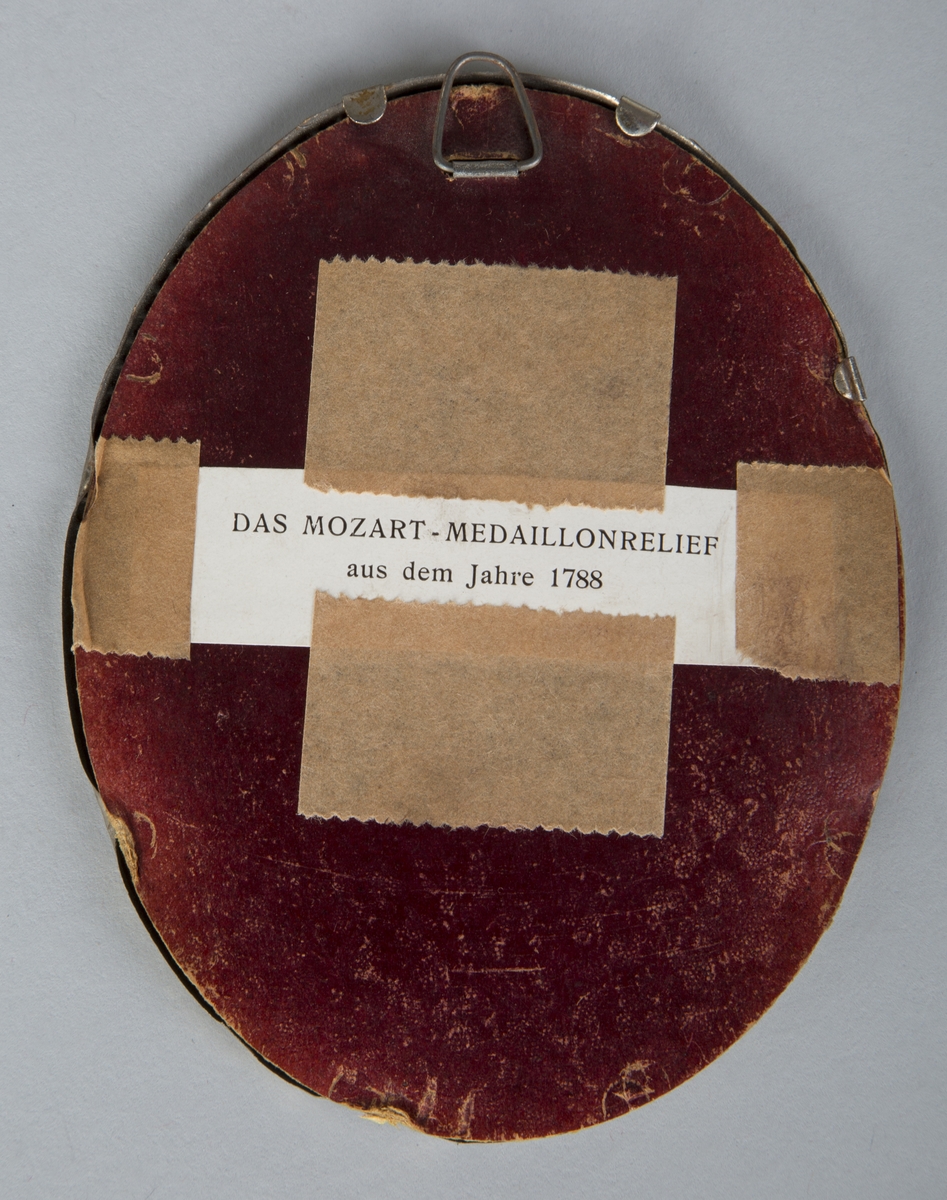 DAS MOZART-MEDAILLONRELIEF
aus dem Jahre 1788